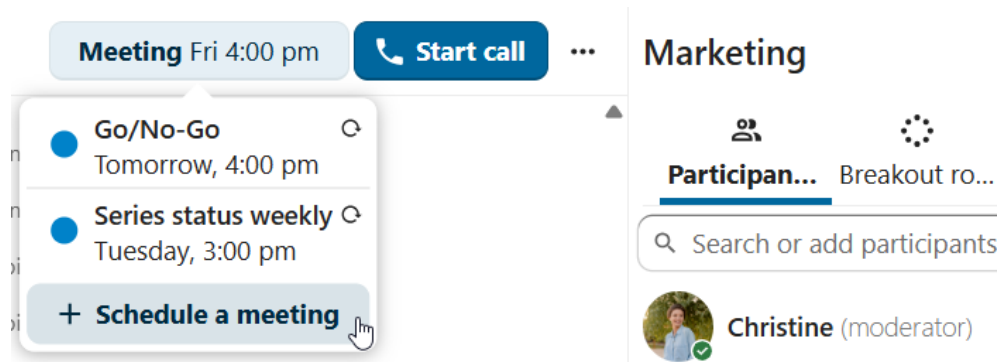 Meeting Fri 4:00 pm
Start call
Go/No-Go
Tomorrow, 4:00 pm
Series status weekly
Tuesday, 3:00 pm
+ Schedule a meeting
Marketing
Participan...
Breakout ro...
Search or add participants
Christine (moderator)